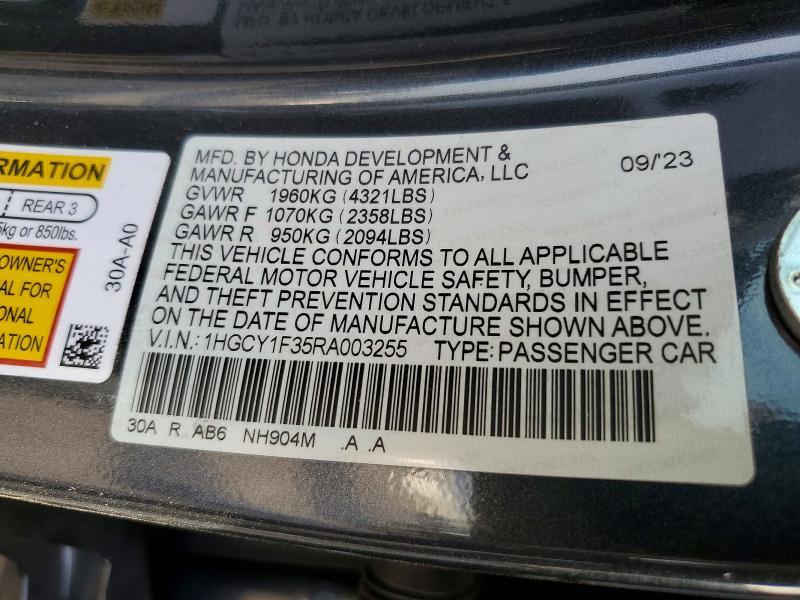 RMATION
REAR 3
kg or 850lbs.
OWNER'S
AL FOR
ONAL
ATION
30A-A0
MFD. BY HONDA DEVELOPMENT &
MANUFACTURING OF AMERICA, LLC 09/'23
GVWR 1960KG (4321LBS)
GAWR F 1070KG (2358LBS)
GAWR R 950KG (2094LBS)
THIS VEHICLE CONFORMS TO ALL APPLICABLE
FEDERAL MOTOR VEHICLE SAFETY, BUMPER,
AND THEFT PREVENTION STANDARDS IN EFFECT
ON THE DATE OF MANUFACTURE SHOWN ABOVE.
V.I.N.: 1HGCY1F35RA003255 TYPE: PASSENGER CAR
30A R AB6 NH904M .A .A